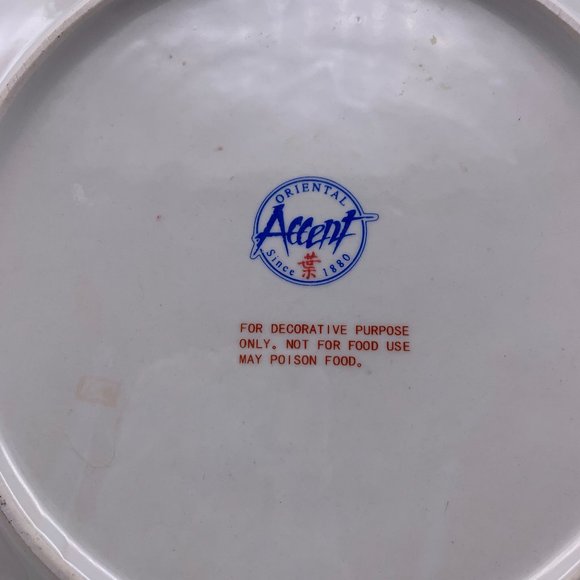 ORIENTAL
Accent
Since 葉 1880
FOR DECORATIVE PURPOSE
ONLY。 NOT FOR FOOD USE
MAY POISON FOOD。